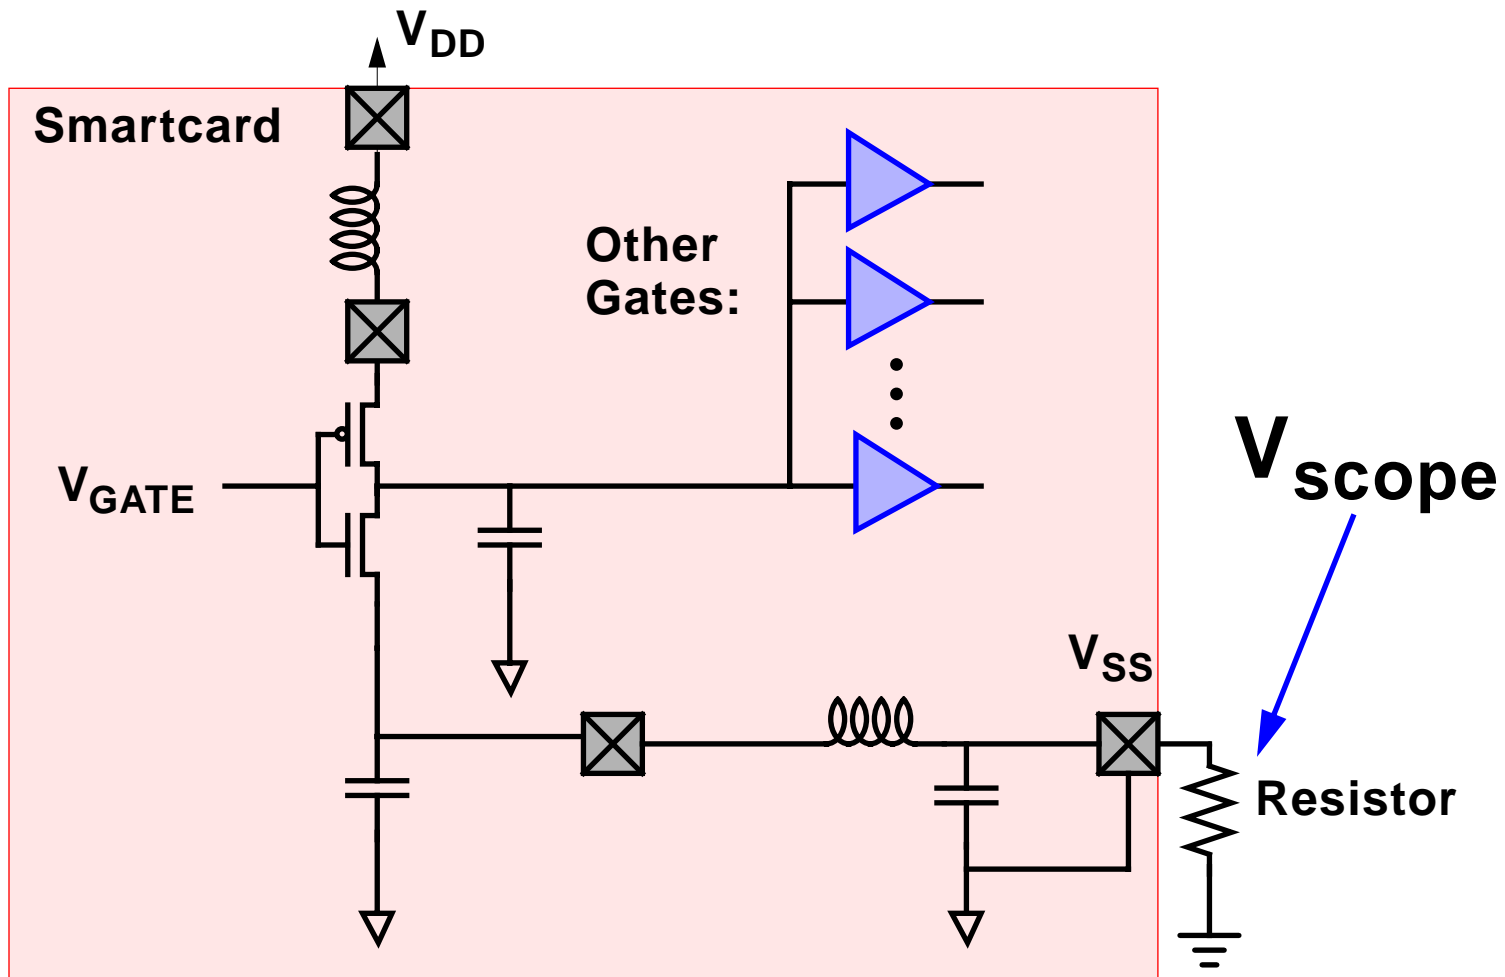 VDD
Smartcard
Other
Gates:
Vscope
VGATE
VSS
Resistor